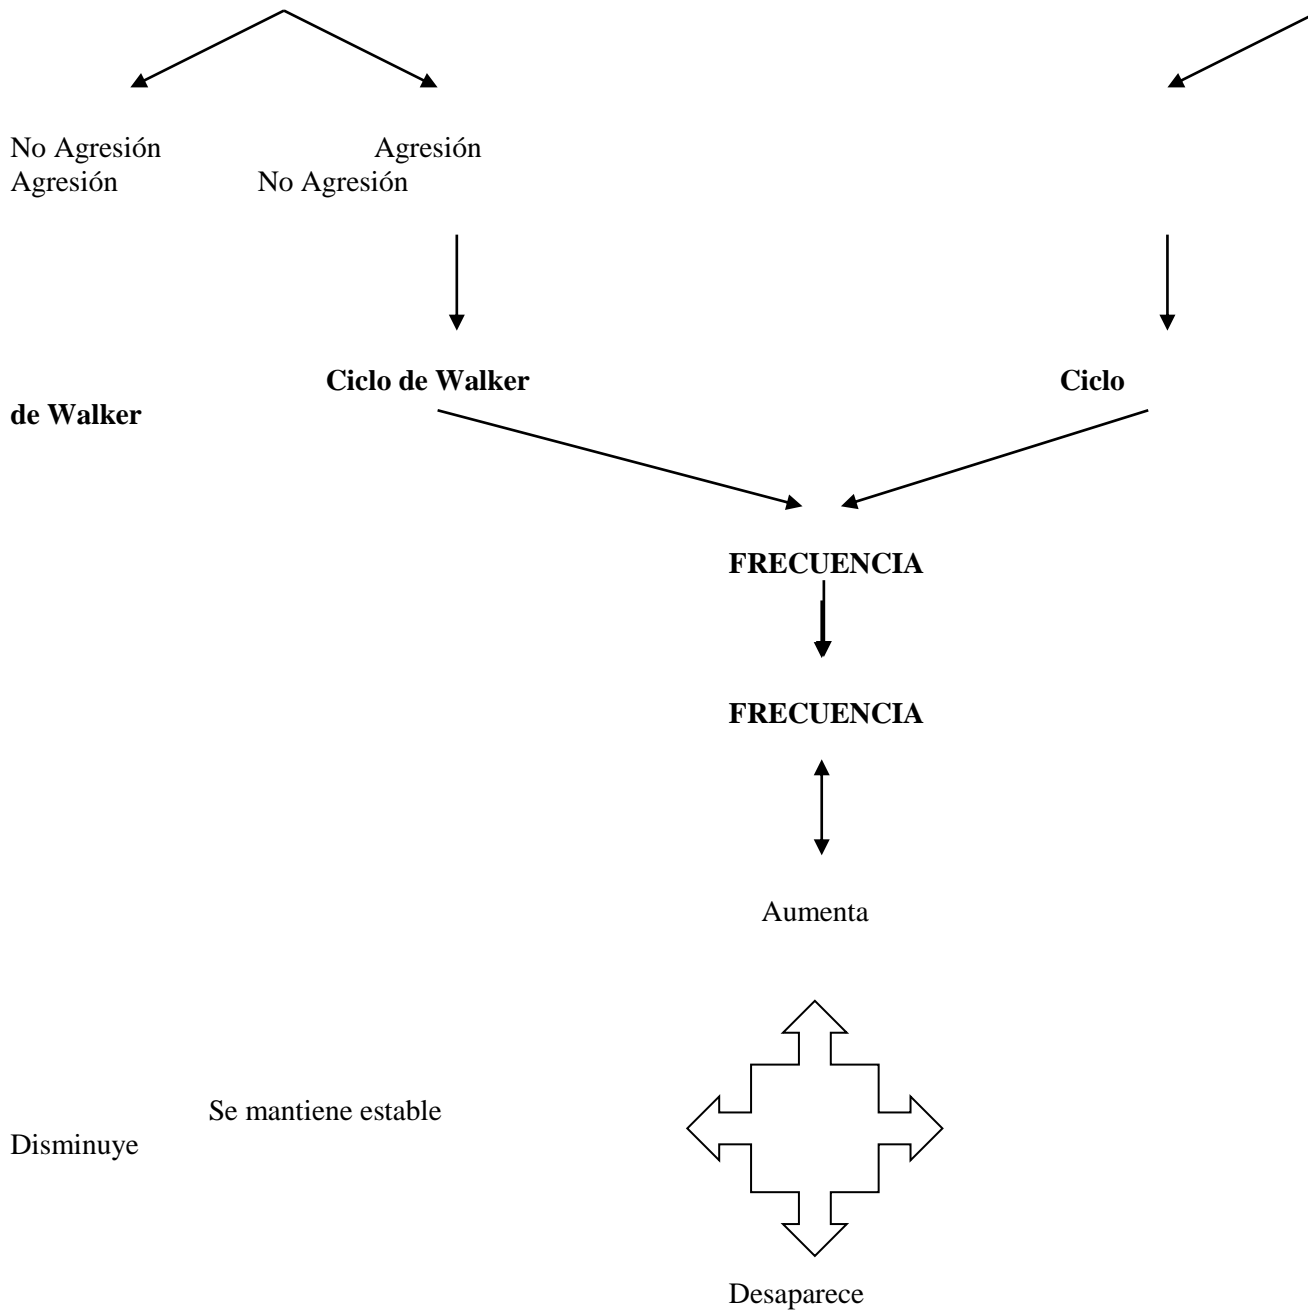 No Agresión Agresión
Agresión No Agresión
Ciclo de Walker Ciclo
de Walker
FRECUENCIA
FRECUENCIA
Aumenta
Se mantiene estable
Disminuye
Desaparece